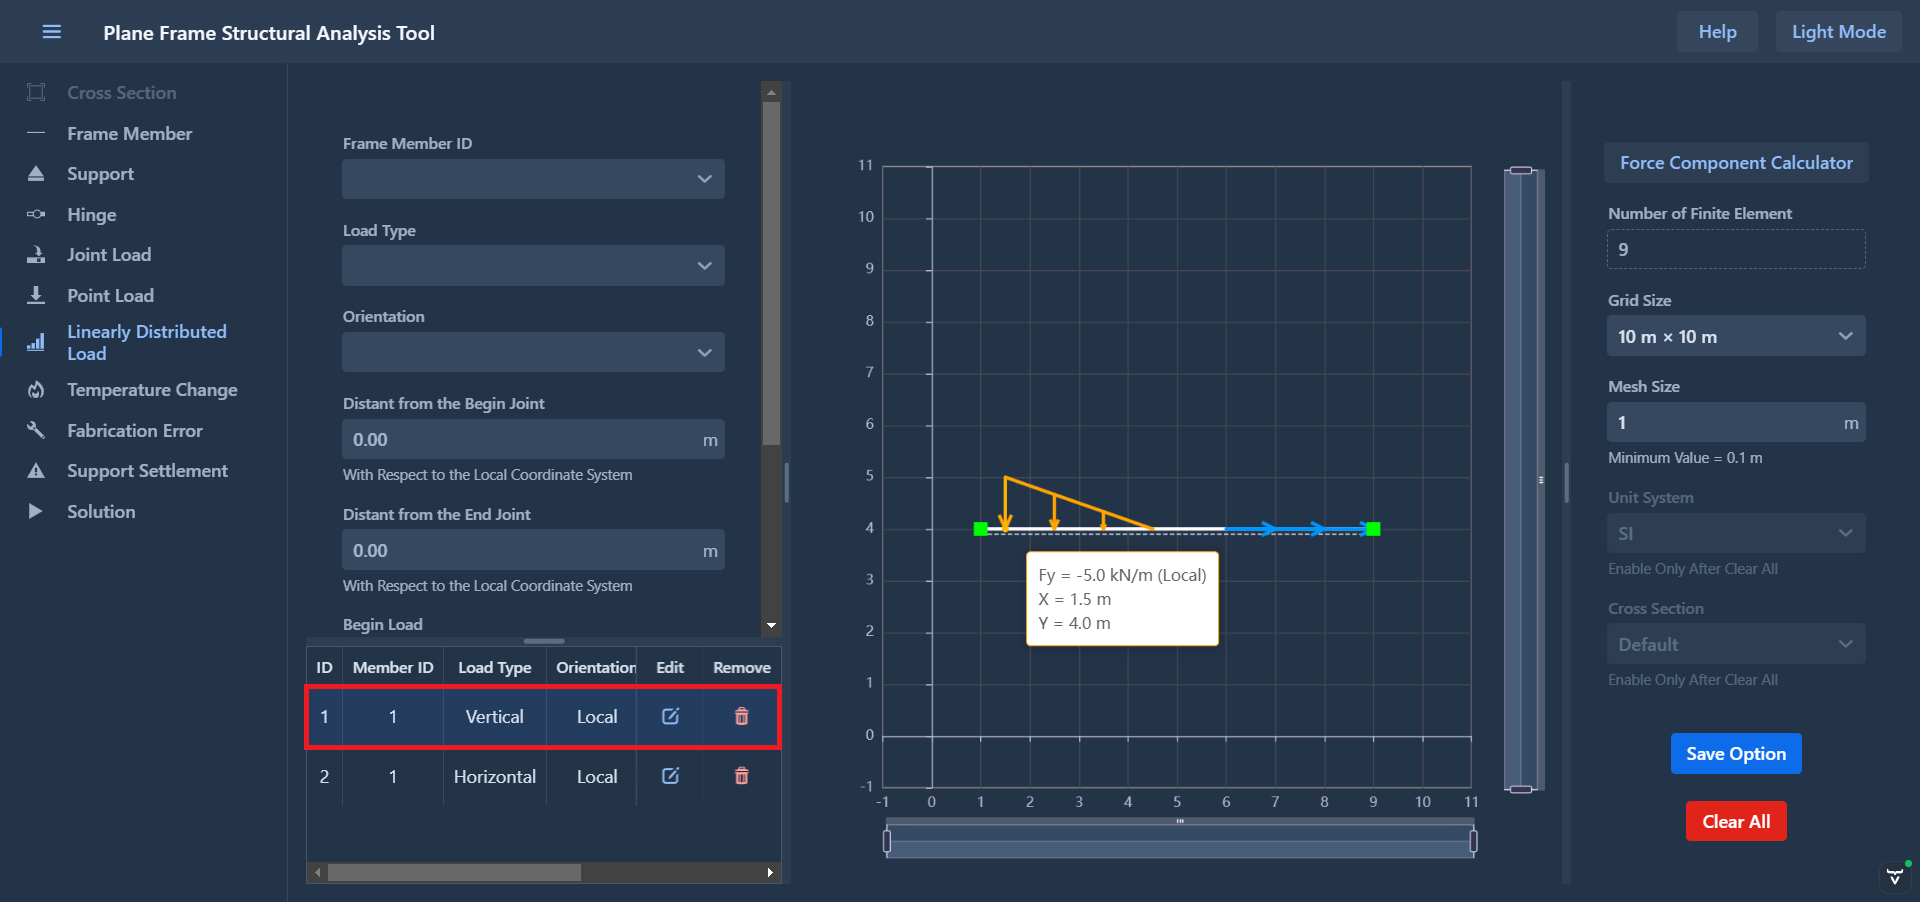 Plane Frame Structural Analysis Tool
Help
Light Mode
Cross Section
Frame Member
Support
Hinge
Joint Load
Point Load
Linearly Distributed
Load
Temperature Change
Fabrication Error
Support Settlement
Solution
Frame Member ID
Load Type
Orientation
Distant from the Begin Joint
0.00 m
With Respect to the Local Coordinate System
Distant from the End Joint
0.00 m
With Respect to the Local Coordinate System
Begin Load
ID Member ID Load Type Orientation Edit Remove
1 1 Vertical Local
2 1 Horizontal Local
11
10
9
8
7
6
5
4
3
2
1
0
-1
-1 0 1 2 3 4 5 6 7 8 9 10 11
Fy = -5.0 kN/m (Local)
X = 1.5 m
Y = 4.0 m
Force Component Calculator
Number of Finite Element
9
Grid Size
10 m × 10 m
Mesh Size
1 m
Minimum Value = 0.1 m
Unit System
SI
Enable Only After Clear All
Cross Section
Default
Enable Only After Clear All
Save Option
Clear All